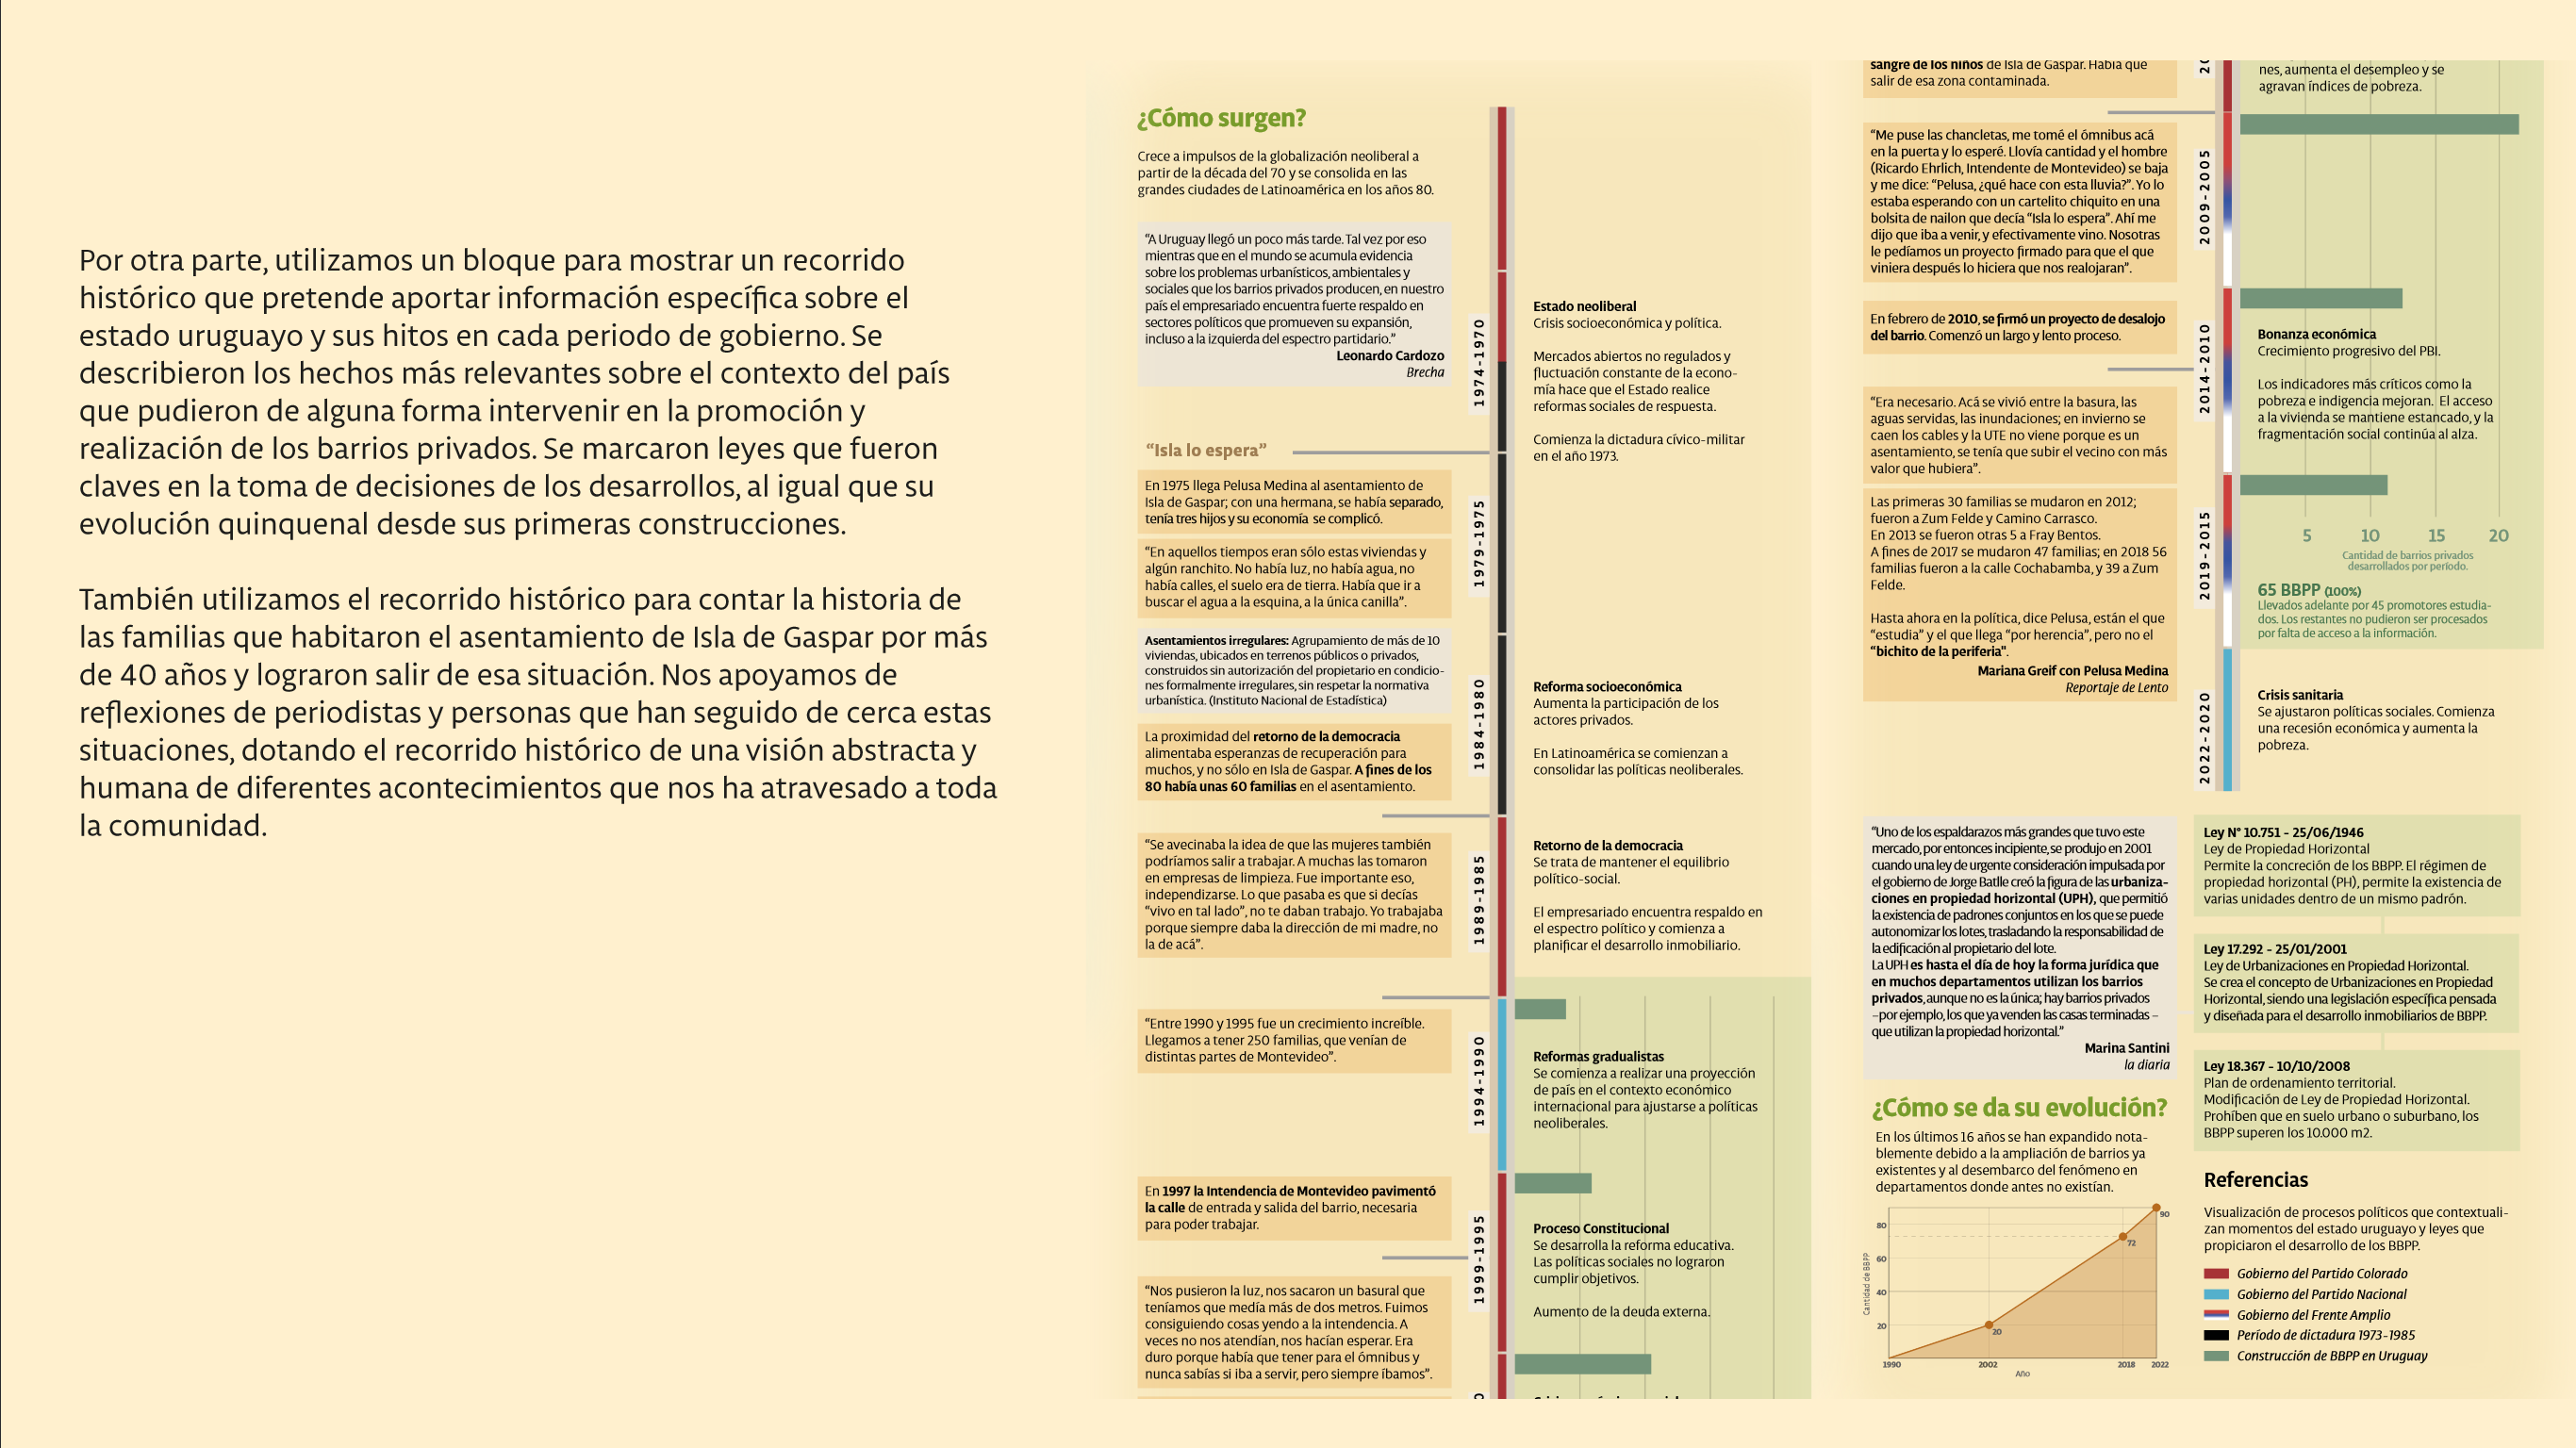 Por otra parte, utilizamos un bloque para mostrar un recorrido
histórico que pretende aportar información específica sobre el
estado uruguayo y sus hitos en cada periodo de gobierno. Se
describieron los hechos más relevantes sobre el contexto del país
que pudieron de alguna forma intervenir en la promoción y
realización de los barrios privados. Se marcaron leyes que fueron
claves en la toma de decisiones de los desarrollos, al igual que su
evolución quinquenal desde sus primeras construcciones.
También utilizamos el recorrido histórico para contar la historia de
las familias que habitaron el asentamiento de Isla de Gaspar por más
de 40 años y lograron salir de esa situación. Nos apoyamos de
reflexiones de periodistas y personas que han seguido de cerca estas
situaciones, dotando el recorrido histórico de una visión abstracta y
humana de diferentes acontecimientos que nos ha atravesado a toda
la comunidad.
¿Cómo surgen?
Crece a impulsos de la globalización neoliberal a
partir de la década del 70 y se consolida en las
grandes ciudades de Latinoamérica en los años 80.
“A Uruguay llegó un poco más tarde. Tal vez por eso
mientras que en el mundo se acumula evidencia
sobre los problemas urbanísticos, ambientales y
sociales que los barrios privados producen, en nuestro
país el empresariado encuentra fuerte respaldo en
sectores políticos que promueven su expansión,
incluso a la izquierda del espectro partidario.”
Leonardo Cardozo
Brecha
“Isla lo espera”
En 1975 llega Pelusa Medina al asentamiento de
Isla de Gaspar; con una hermana, se había separado,
tenía tres hijos y su economía se complicó.
“En aquellos tiempos eran sólo estas viviendas y
algún ranchito. No había luz, no había agua, no
había calles, el suelo era de tierra. Había que ir a
buscar el agua a la esquina, a la única canilla”.
Asentamientos irregulares: Agrupamiento de más de 10
viviendas, ubicados en terrenos públicos o privados,
construidos sin autorización del propietario en condicio-
nes formalmente irregulares, sin respetar la normativa
urbanística. (Instituto Nacional de Estadística)
La proximidad del retorno de la democracia
alimentaba esperanzas de recuperación para
muchos, y no sólo en Isla de Gaspar. A fines de los
80 había unas 60 familias en el asentamiento.
“Se avecinaba la idea de que las mujeres también
podríamos salir a trabajar. A muchas las tomaron
en empresas de limpieza. Fue importante eso,
independizarse. Lo que pasaba es que si decías
“vivo en tal lado”, no te daban trabajo. Yo trabajaba
porque siempre daba la dirección de mi madre, no
la de acá”.
“Entre 1990 y 1995 fue un crecimiento increíble.
Llegamos a tener 250 familias, que venían de
distintas partes de Montevideo”.
En 1997 la Intendencia de Montevideo pavimentó
la calle de entrada y salida del barrio, necesaria
para poder trabajar.
“Nos pusieron la luz, nos sacaron un basural que
teníamos que medía más de dos metros. Fuimos
consiguiendo cosas yendo a la intendencia. A
veces no nos atendían, nos hacían esperar. Era
duro porque había que tener para el ómnibus y
nunca sabías si iba a servir, pero siempre íbamos”.
1974-1970
1979-1975
1984-1980
1989-1985
1994-1990
1999-1995
Estado neoliberal
Crisis socioeconómica y política.
Mercados abiertos no regulados y
fluctuación constante de la econo-
mía hace que el Estado realice
reformas sociales de respuesta.
Comienza la dictadura cívico-militar
en el año 1973.
Reforma socioeconómica
Aumenta la participación de los
actores privados.
En Latinoamérica se comienzan a
consolidar las políticas neoliberales.
Retorno de la democracia
Se trata de mantener el equilibrio
político-social.
El empresariado encuentra respaldo en
el espectro político y comienza a
planificar el desarrollo inmobiliario.
Reformas gradualistas
Se comienza a realizar una proyección
de país en el contexto económico
internacional para ajustarse a políticas
neoliberales.
Proceso Constitucional
Se desarrolla la reforma educativa.
Las políticas sociales no lograron
cumplir objetivos.
Aumento de la deuda externa.
sangre de los niños de Isla de Gaspar. Había que
salir de esa zona contaminada.
“Me puse las chancletas, me tomé el ómnibus acá
en la puerta y lo esperé. Llovía cantidad y el hombre
(Ricardo Ehrlich, Intendente de Montevideo) se baja
y me dice: “Pelusa, ¿qué hace con esta lluvia?”. Yo lo
estaba esperando con un cartelito chiquito en una
bolsita de nailon que decía “Isla lo espera”. Ahí me
dijo que iba a venir, y efectivamente vino. Nosotras
le pedíamos un proyecto firmado para que el que
viniera después lo hiciera que nos realojaran”.
En febrero de 2010, se firmó un proyecto de desalojo
del barrio. Comenzó un largo y lento proceso.
“Era necesario. Acá se vivió entre la basura, las
aguas servidas, las inundaciones; en invierno se
caen los cables y la UTE no viene porque es un
asentamiento, se tenía que subir el vecino con más
valor que hubiera”.
Las primeras 30 familias se mudaron en 2012;
fueron a Zum Felde y Camino Carrasco.
En 2013 se fueron otras 5 a Fray Bentos.
A fines de 2017 se mudaron 47 familias; en 2018 56
familias fueron a la calle Cochabamba, y 39 a Zum
Felde.
Hasta ahora en la política, dice Pelusa, están el que
“estudia” y el que llega “por herencia”, pero no el
“bichito de la periferia”.
Mariana Greif con Pelusa Medina
Reportaje de Lento
20
2009-2005
2014-2010
2019-2015
2022-2020
nes, aumenta el desempleo y se
agravan índices de pobreza.
Bonanza económica
Crecimiento progresivo del PBI.
Los indicadores más críticos como la
pobreza e indigencia mejoran. El acceso
a la vivienda se mantiene estancado, y la
fragmentación social continúa al alza.
5 10 15 20
Cantidad de barrios privados
desarrollados por período.
65 BBPP (100%)
Llevados adelante por 45 promotores estudia-
dos. Los restantes no pudieron ser procesados
por falta de acceso a la información.
Crisis sanitaria
Se ajustaron políticas sociales. Comienza
una recesión económica y aumenta la
pobreza.
“Uno de los espaldarazos más grandes que tuvo este
mercado, por entonces incipiente, se produjo en 2001
cuando una ley de urgente consideración impulsada por
el gobierno de Jorge Batlle creó la figura de las urbaniza-
ciones en propiedad horizontal (UPH), que permitió
la existencia de padrones conjuntos en los que se puede
autonomizar los lotes, trasladando la responsabilidad de
la edificación al propietario del lote.
La UPH es hasta el día de hoy la forma jurídica que
en muchos departamentos utilizan los barrios
privados, aunque no es la única; hay barrios privados
–por ejemplo, los que ya venden las casas terminadas –
que utilizan la propiedad horizontal.”
Marina Santini
la diaria
Ley N° 10.751 - 25/06/1946
Ley de Propiedad Horizontal
Permite la concreción de los BBPP. El régimen de
propiedad horizontal (PH), permite la existencia de
varias unidades dentro de un mismo padrón.
Ley 17.292 - 25/01/2001
Ley de Urbanizaciones en Propiedad Horizontal.
Se crea el concepto de Urbanizaciones en Propiedad
Horizontal, siendo una legislación específica pensada
y diseñada para el desarrollo inmobiliarios de BBPP.
Ley 18.367 - 10/10/2008
Plan de ordenamiento territorial.
Modificación de Ley de Propiedad Horizontal.
Prohíben que en suelo urbano o suburbano, los
BBPP superen los 10.000 m2.
¿Cómo se da su evolución?
En los últimos 16 años se han expandido nota-
blemente debido a la ampliación de barrios ya
existentes y al desembarco del fenómeno en
departamentos donde antes no existían.
Cantidad de BBPP
80
60
40
20
20
72
90
1990 2002 2018 2022
Año
Referencias
Visualización de procesos políticos que contextuali-
zan momentos del estado uruguayo y leyes que
propiciaron el desarrollo de los BBPP.
Gobierno del Partido Colorado
Gobierno del Partido Nacional
Gobierno del Frente Amplio
Período de dictadura 1973-1985
Construcción de BBPP en Uruguay